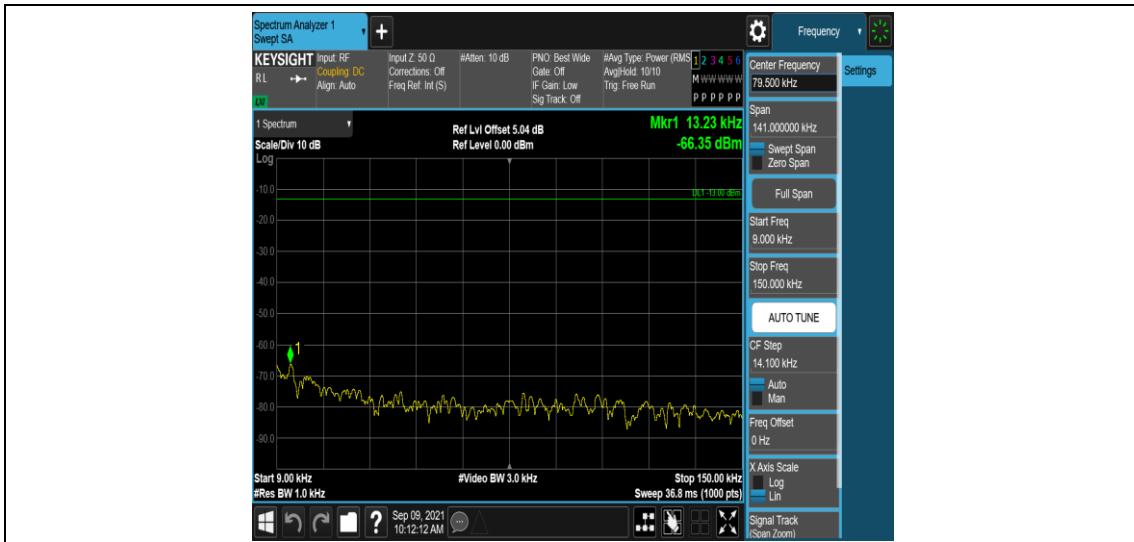 Spectrum Analyzer 1
Swept SA
Frequency
KEYSIGHT
RL
LXI
Input: RF
Coupling: DC
Align: Auto
Input Z: 50 Ω
Corrections: Off
Freq Ref: Int (S)
#Atten: 10 dB
PNO: Best Wide
Gate: Off
IF Gain: Low
Sig Track: Off
#Avg Type: Power (RMS
Avg|Hold: 10/10
Trig: Free Run
1 2 3 4 5 6
M W W W W W
P P P P P P
Center Frequency
79.500 kHz
Settings
1 Spectrum
Scale/Div 10 dB
Ref Lvl Offset 5.04 dB
Ref Level 0.00 dBm
Mkr1 13.23 kHz
-66.35 dBm
Log
DL1 -13.00 dBm
-10.0
-20.0
-30.0
-40.0
-50.0
-60.0
-70.0
-80.0
-90.0
1
Start 9.00 kHz
#Res BW 1.0 kHz
#Video BW 3.0 kHz
Stop 150.00 kHz
Sweep 36.8 ms (1000 pts)
Span
141.000000 kHz
Swept Span
Zero Span
Full Span
Start Freq
9.000 kHz
Stop Freq
150.000 kHz
AUTO TUNE
CF Step
14.100 kHz
Auto
Man
Freq Offset
0 Hz
X Axis Scale
Log
Lin
Signal Track
(Span Zoom)
?
Sep 09, 2021
10:12:12 AM